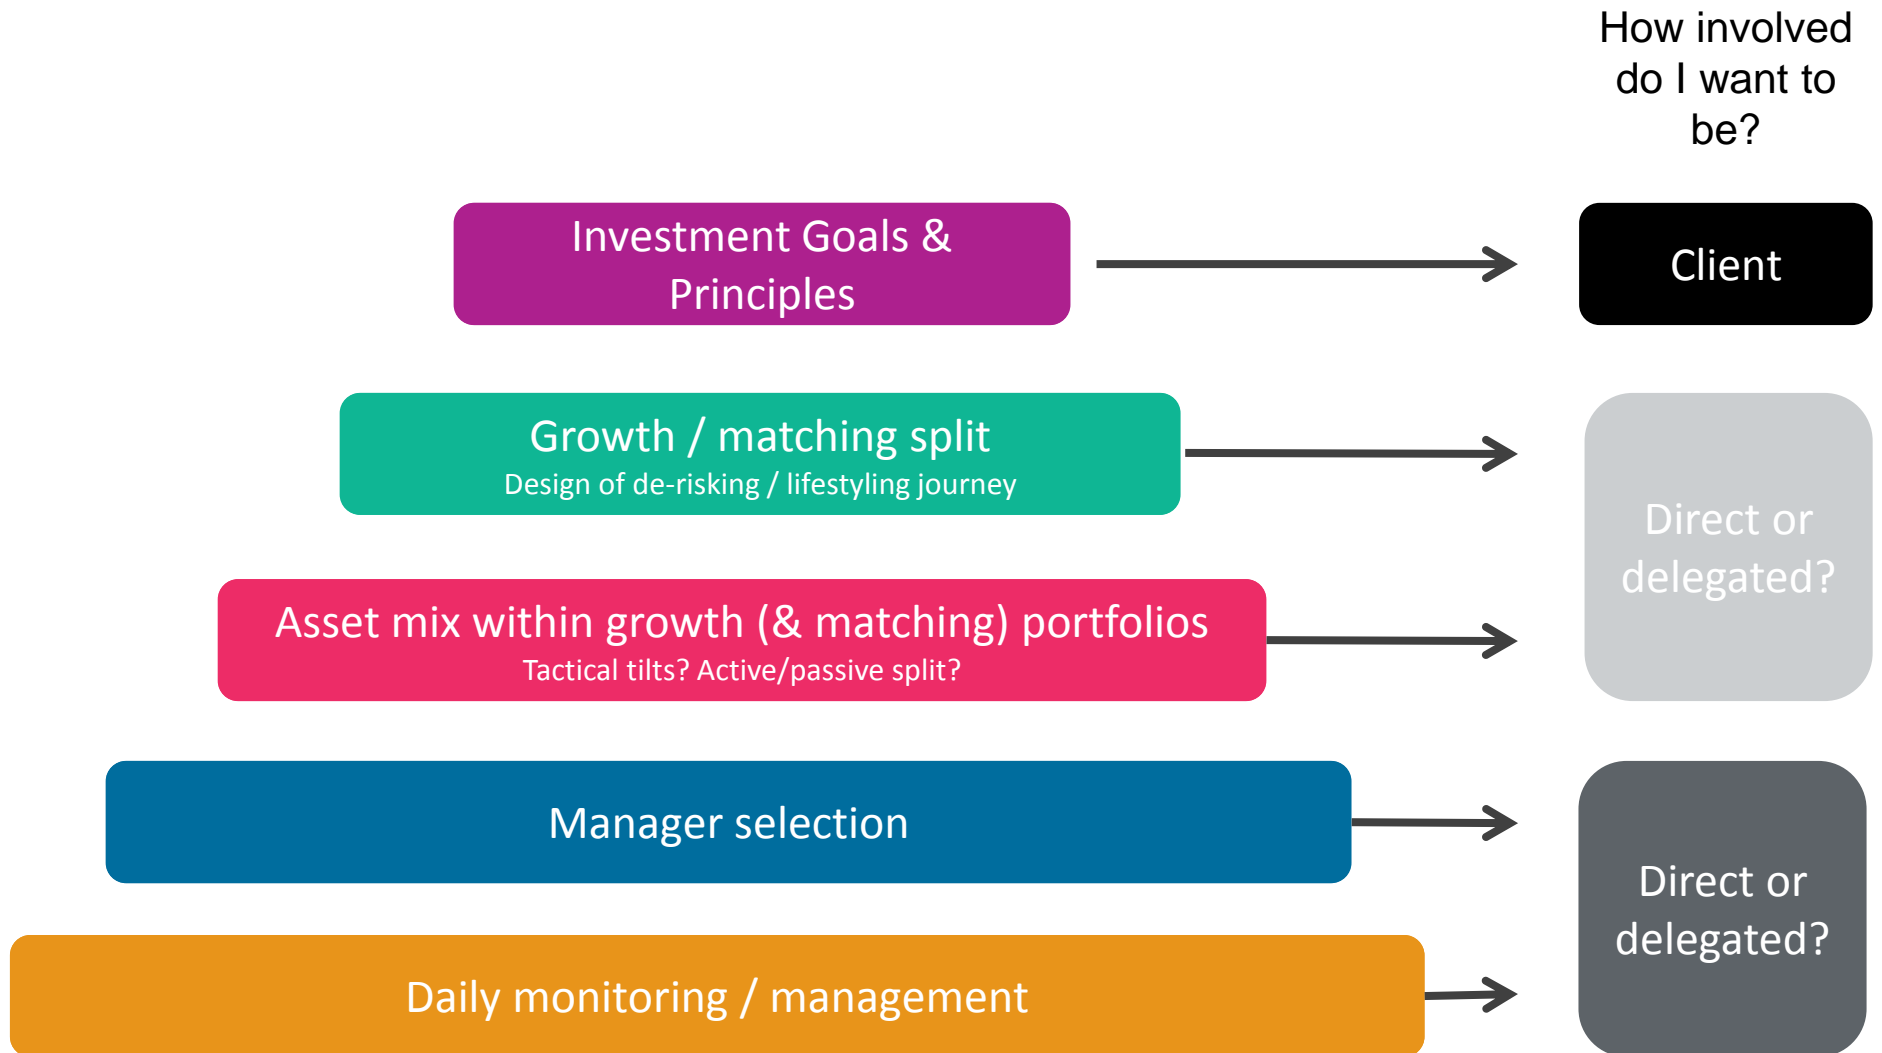 How involved
do I want to
be?
Investment Goals &
Principles
Client
Growth / matching split
Design of de-risking / lifestyling journey
Direct or
delegated?
Asset mix within growth (& matching) portfolios
Tactical tilts? Active/passive split?
Manager selection
Direct or
delegated?
Daily monitoring / management